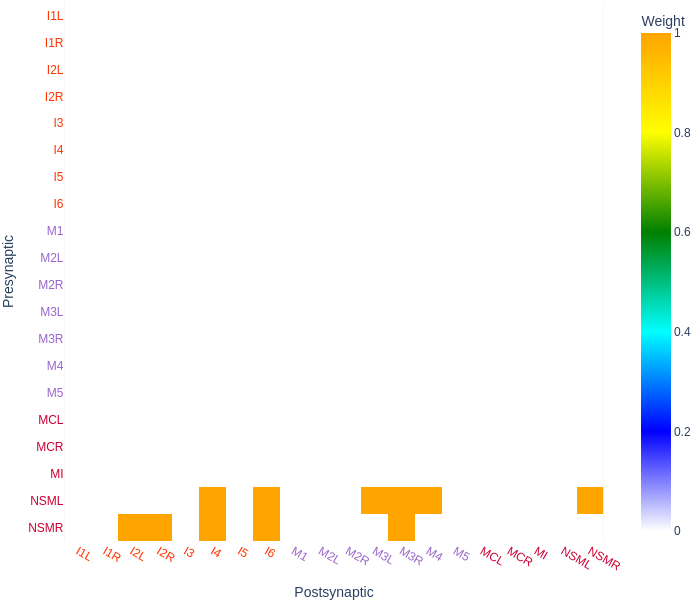 Weight
I1L
I1R
I2L
I2R
I3
I4
I5
I6
M1
M2L
M2R
M3L
M3R
M4
M5
MCL
MCR
MI
NSML
NSMR
Presynaptic
I1L I1R I2L I2R I3 I4 I5 I6 M1 M2L M2R M3L M3R M4 M5 MCL MCR MI NSML NSMR
Postsynaptic
1
0.8
0.6
0.4
0.2
0